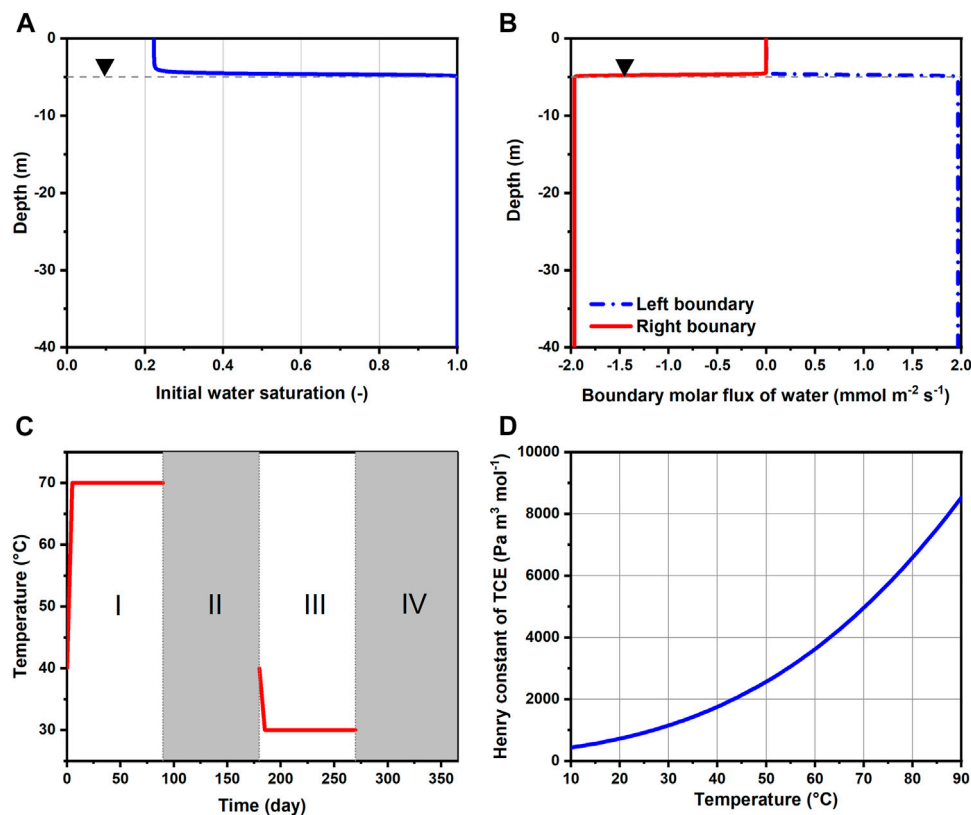 A
B
0
-10
-20
-30
-40
Depth (m)
0.0 0.2 0.4 0.6 0.8 1.0
Initial water saturation (-)
0
-10
-20
-30
-40
Depth (m)
Left boundary
Right bounary
-2.0 -1.5 -1.0 -0.5 0.0 0.5 1.0 1.5 2.0
Boundary molar flux of water (mmol m⁻² s⁻¹)
C
D
70
60
50
40
30
Temperature (°C)
I II III IV
0 50 100 150 200 250 300 350
Time (day)
10000
8000
6000
4000
2000
0
Henry constant of TCE (Pa m³ mol⁻¹)
10 20 30 40 50 60 70 80 90
Temperature (°C)